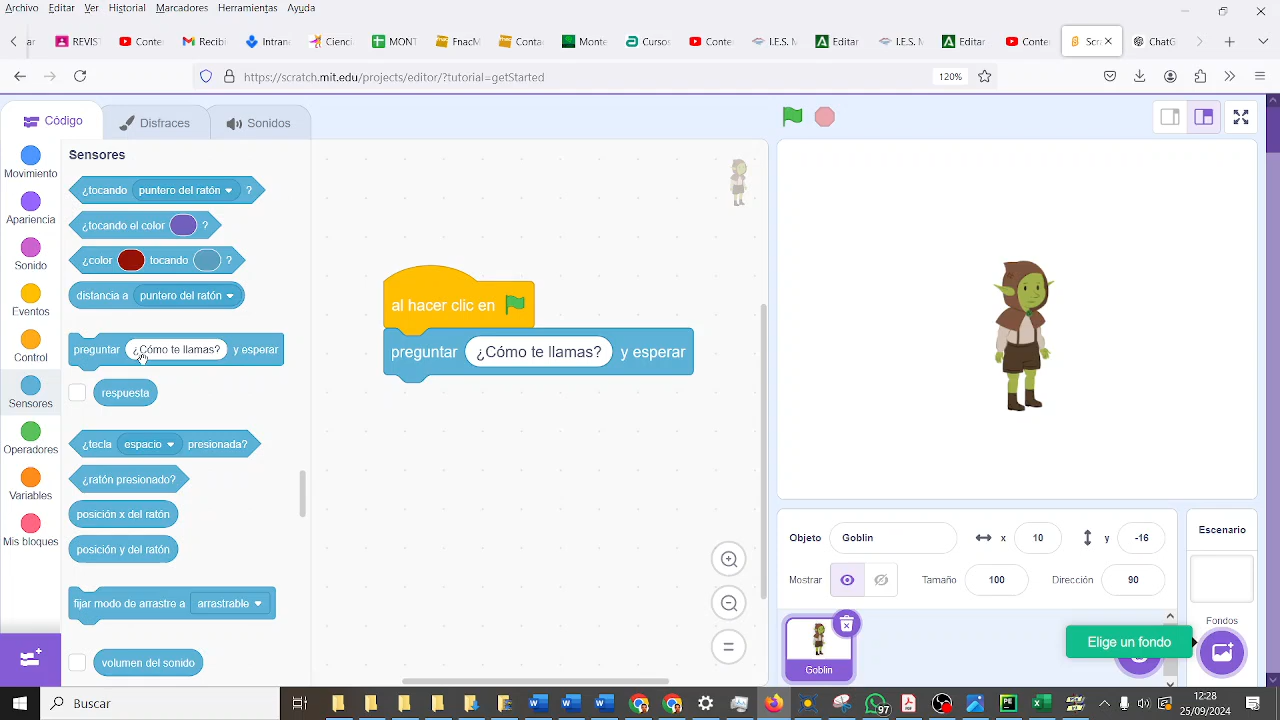 Archivo Editar Ver Historial Marcadores Herramientas Ayuda
REVIST
Conte
Recibi
Intrane
Cienci
MONT
FnacM
Conta
Monte
Curso
Conte
I.E.S. M
Editar
I.E.S. M
Editar
Conte
Scra
ChatG
https://scratch.mit.edu/projects/editor/?tutorial=getStarted
120%
Código
Disfraces
Sonidos
Movimiento
Apariencia
Sonido
Eventos
Control
Sensores
Operadores
Variables
Mis bloques
Sensores
¿tocando puntero del ratón ?
¿tocando el color ?
¿color tocando ?
distancia a puntero del ratón
preguntar ¿Cómo te llamas? y esperar
respuesta
¿tecla espacio presionada?
¿ratón presionado?
posición x del ratón
posición y del ratón
fijar modo de arrastre a arrastrable
volumen del sonido
al hacer clic en
preguntar ¿Cómo te llamas? y esperar
Objeto Goblin x 10 y -16
Mostrar Tamaño 100 Dirección 90
Goblin
Escenario
Fondos
Elige un fondo
Buscar
97
12:28
25/09/2024